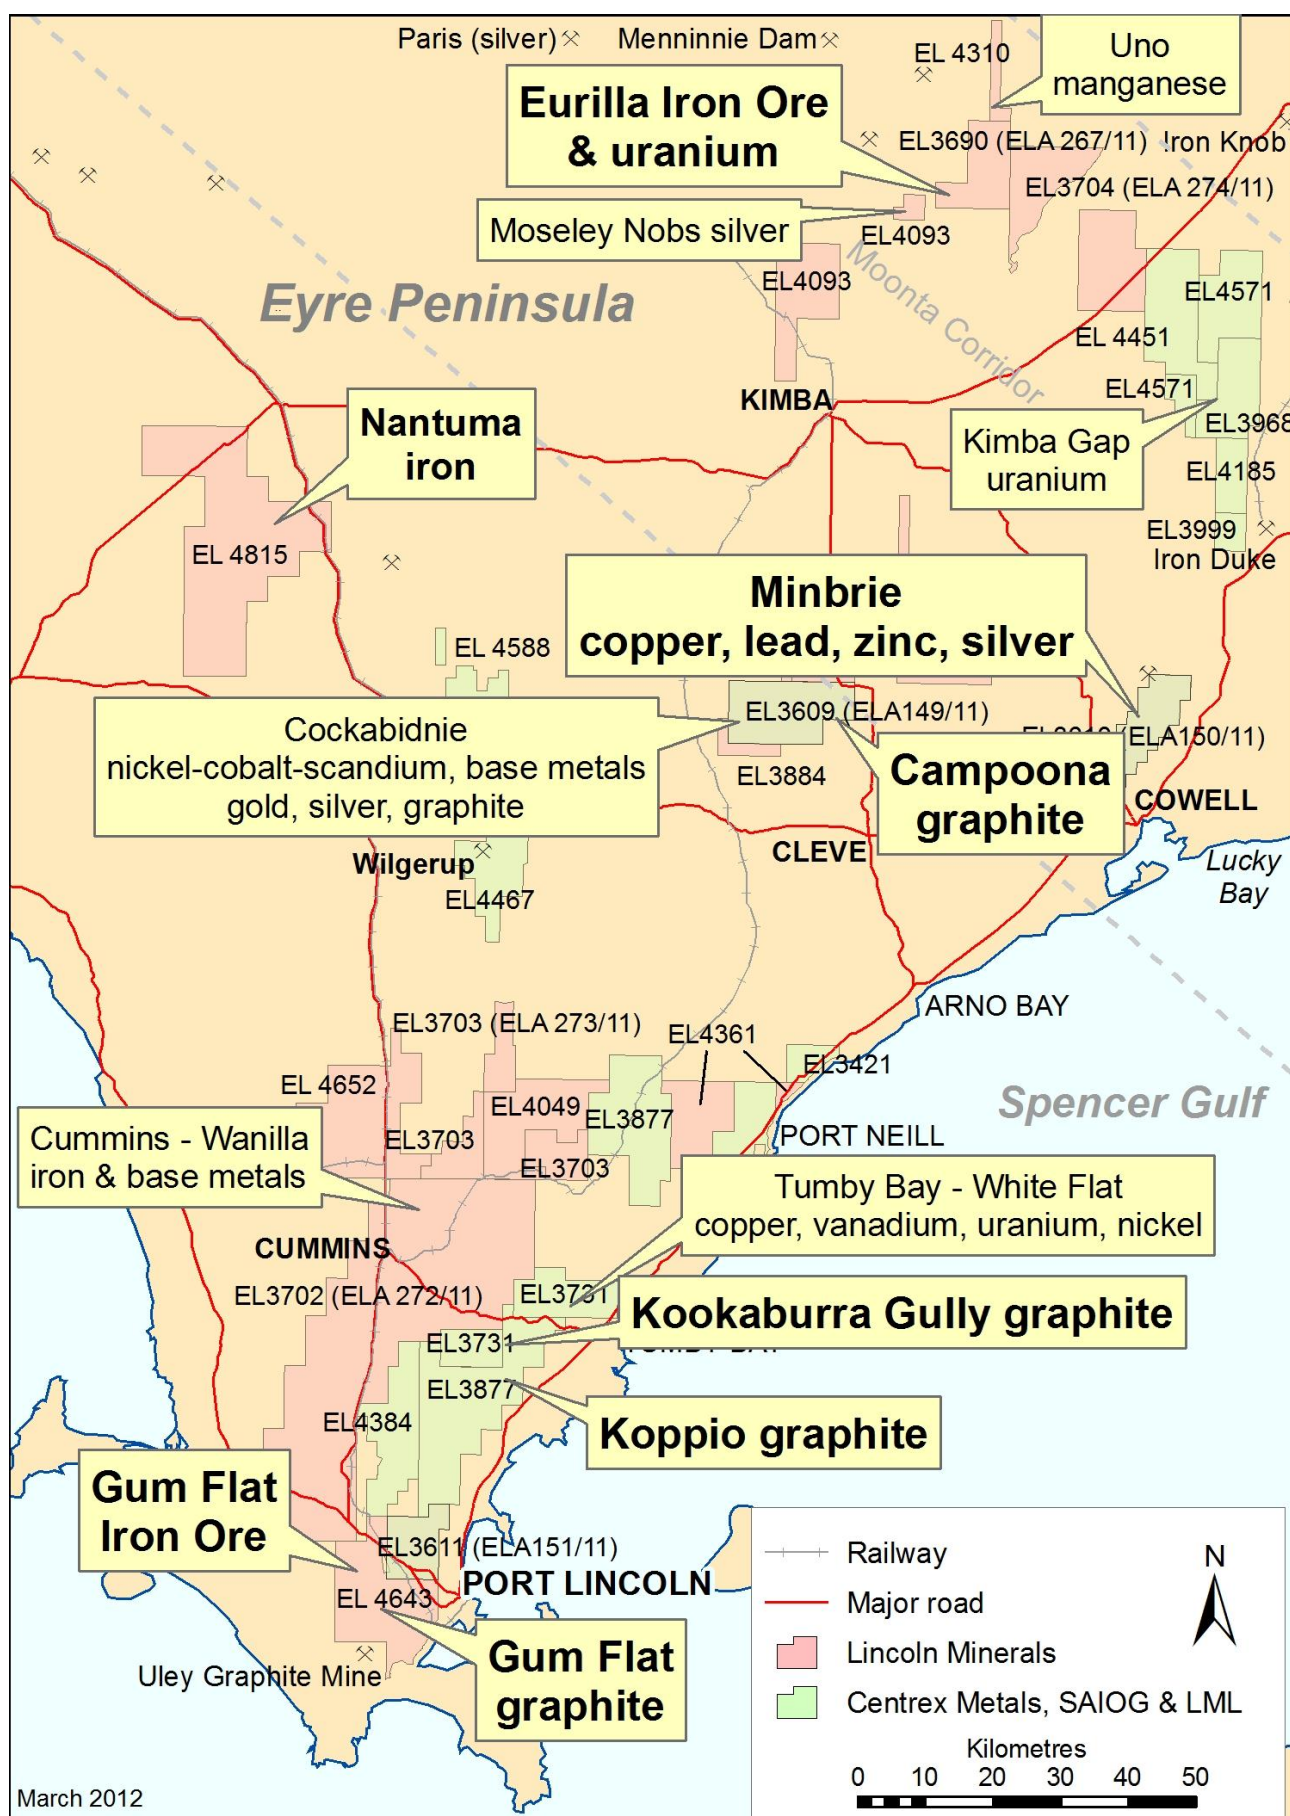 Paris (silver)
Menninnie Dam
EL 4310
Uno
manganese
Eurilla Iron Ore
& uranium
EL3690 (ELA 267/11)
Iron Knob
EL3704 (ELA 274/11)
Moseley Nobs silver
EL4093
Moonta Corridor
EL4093
EL4571
Eyre Peninsula
EL 4451
EL4571
KIMBA
EL3968
Nantuma
iron
Kimba Gap
uranium
EL4185
EL3999
Iron Duke
EL 4815
Minbrie
copper, lead, zinc, silver
EL 4588
EL3609 (ELA149/11)
(ELA150/11)
Cockabidnie
nickel-cobalt-scandium, base metals
gold, silver, graphite
EL3884
Campoona
graphite
COWELL
CLEVE
Wilgerup
Lucky
Bay
EL4467
ARNO BAY
EL3703 (ELA 273/11)
EL4361
EL3421
EL 4652
EL4049
EL3877
Spencer Gulf
Cummins - Wanilla
iron & base metals
EL3703
EL3703
PORT NEILL
Tumby Bay - White Flat
copper, vanadium, uranium, nickel
CUMMINS
EL3702 (ELA 272/11)
EL3731
Kookaburra Gully graphite
EL3731
TUMBY BAY
EL3877
EL4384
Koppio graphite
Gum Flat
Iron Ore
EL3611 (ELA151/11)
PORT LINCOLN
EL 4643
Gum Flat
graphite
Uley Graphite Mine
Railway
N
Major road
Lincoln Minerals
Centrex Metals, SAIOG & LML
Kilometres
0 10 20 30 40 50
March 2012